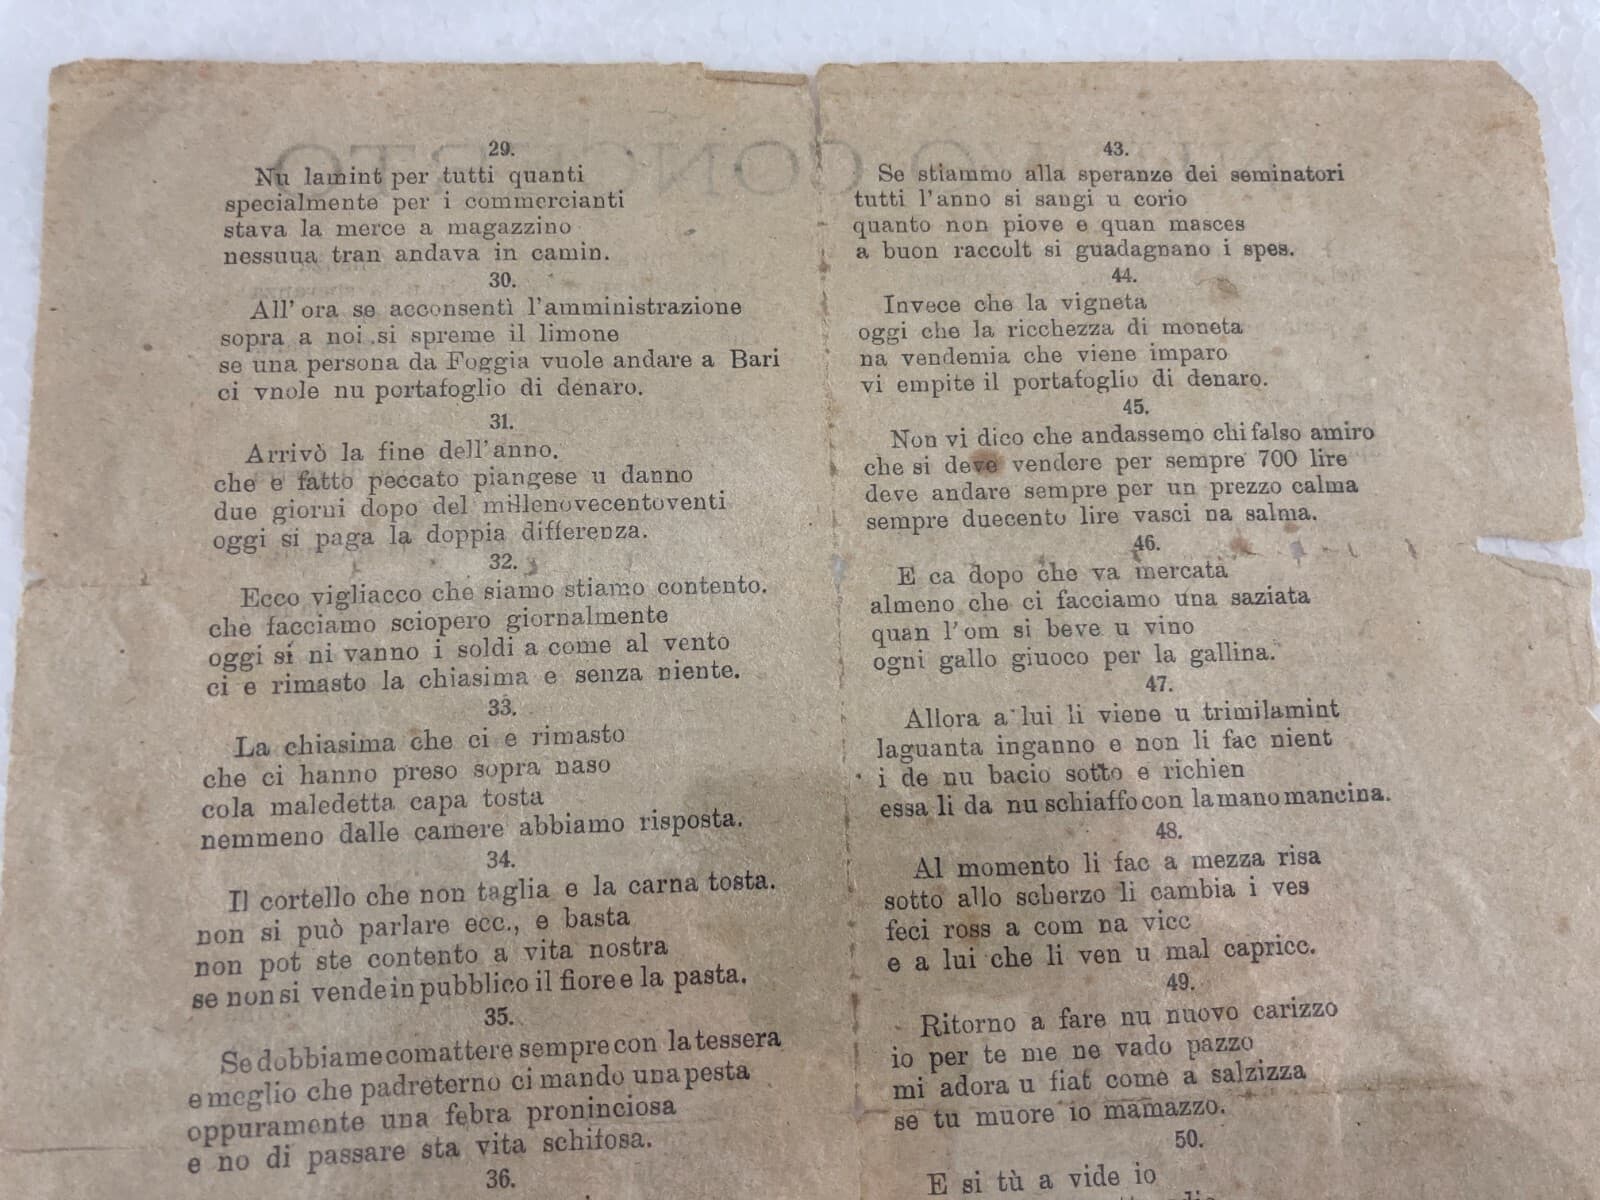 29.
Nu lamint per tutti quanti
specialmente per i commercianti
stava la merce a magazzino
nessuua tran andava in camin.
30.
All'ora se acconsentì l'amministrazione
sopra a noi si spreme il limone
se una persona da Foggia vuole andare a Bari
ci vnole nu portafoglio di denaro.
31.
Arrivò la fine dell'anno.
che e fatto peccato piangese u danno
due giorni dopo del millenovecentoventi
oggi si paga la doppia differenza.
32.
Ecco vigliacco che siamo stiamo contento.
che facciamo sciopero giornalmente
oggi si ni vanno i soldi a come al vento
ci e rimasto la chiasima e senza niente.
33.
La chiasima che ci e rimasto
che ci hanno preso sopra naso
cola maledetta capa tosta
nemmeno dalle camere abbiamo risposta.
34.
Il cortello che non taglia e la carna tosta.
non si può parlare ecc., e basta
non pot ste contento a vita nostra
se non si vende in pubblico il fiore e la pasta.
35.
Se dobbiame comattere sempre con la tessera
e meglio che padreterno ci mando una pesta
oppuramente una febra proninciosa
e no di passare sta vita schifosa.
36.
43.
Se stiammo alla speranze dei seminatori
tutti l'anno si sangi u corio
quanto non piove e quan masces
a buon raccolt si guadagnano i spes.
44.
Invece che la vigneta
oggi che la ricchezza di moneta
na vendemia che viene imparo
vi empite il portafoglio di denaro.
45.
Non vi dico che andassemo chi falso amiro
che si deve vendere per sempre 700 lire
deve andare sempre per un prezzo calma
sempre duecento lire vasci na salma.
46.
E ca dopo che va mercatà
almeno che ci facciamo una saziata
quan l'om si beve u vino
ogni gallo giuoco per la gallina.
47.
Allora a lui li viene u trimilamint
laguanta inganno e non li fac nient
i de nu bacio sotto e richien
essa li da nu schiaffo con la mano mancina.
48.
Al momento li fac a mezza risa
sotto allo scherzo li cambia i ves
feci ross a com na vicc
e a lui che li ven u mal capricc.
49.
Ritorno a fare nu nuovo carizzo
io per te me ne vado pazzo
mi adora u fiat come a salzizza
se tu muore io mamazzo.
50.
E si tù a vide io